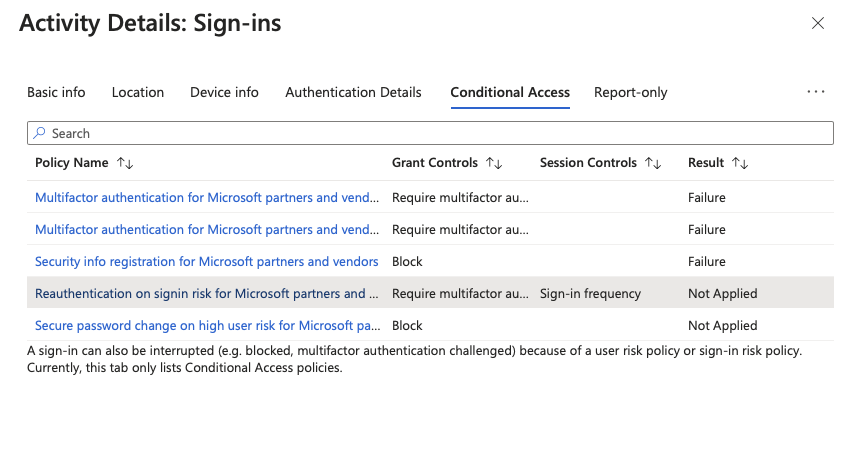 Activity Details: Sign-ins
Basic info Location Device info Authentication Details Conditional Access Report-only ...
Search
Policy Name ↑↓ Grant Controls ↑↓ Session Controls ↑↓ Result ↑↓
Multifactor authentication for Microsoft partners and vend... Require multifactor au... Failure
Multifactor authentication for Microsoft partners and vend... Require multifactor au... Failure
Security info registration for Microsoft partners and vendors Block Failure
Reauthentication on signin risk for Microsoft partners and ... Require multifactor au... Sign-in frequency Not Applied
Secure password change on high user risk for Microsoft pa... Block Not Applied
A sign-in can also be interrupted (e.g. blocked, multifactor authentication challenged) because of a user risk policy or sign-in risk policy.
Currently, this tab only lists Conditional Access policies.